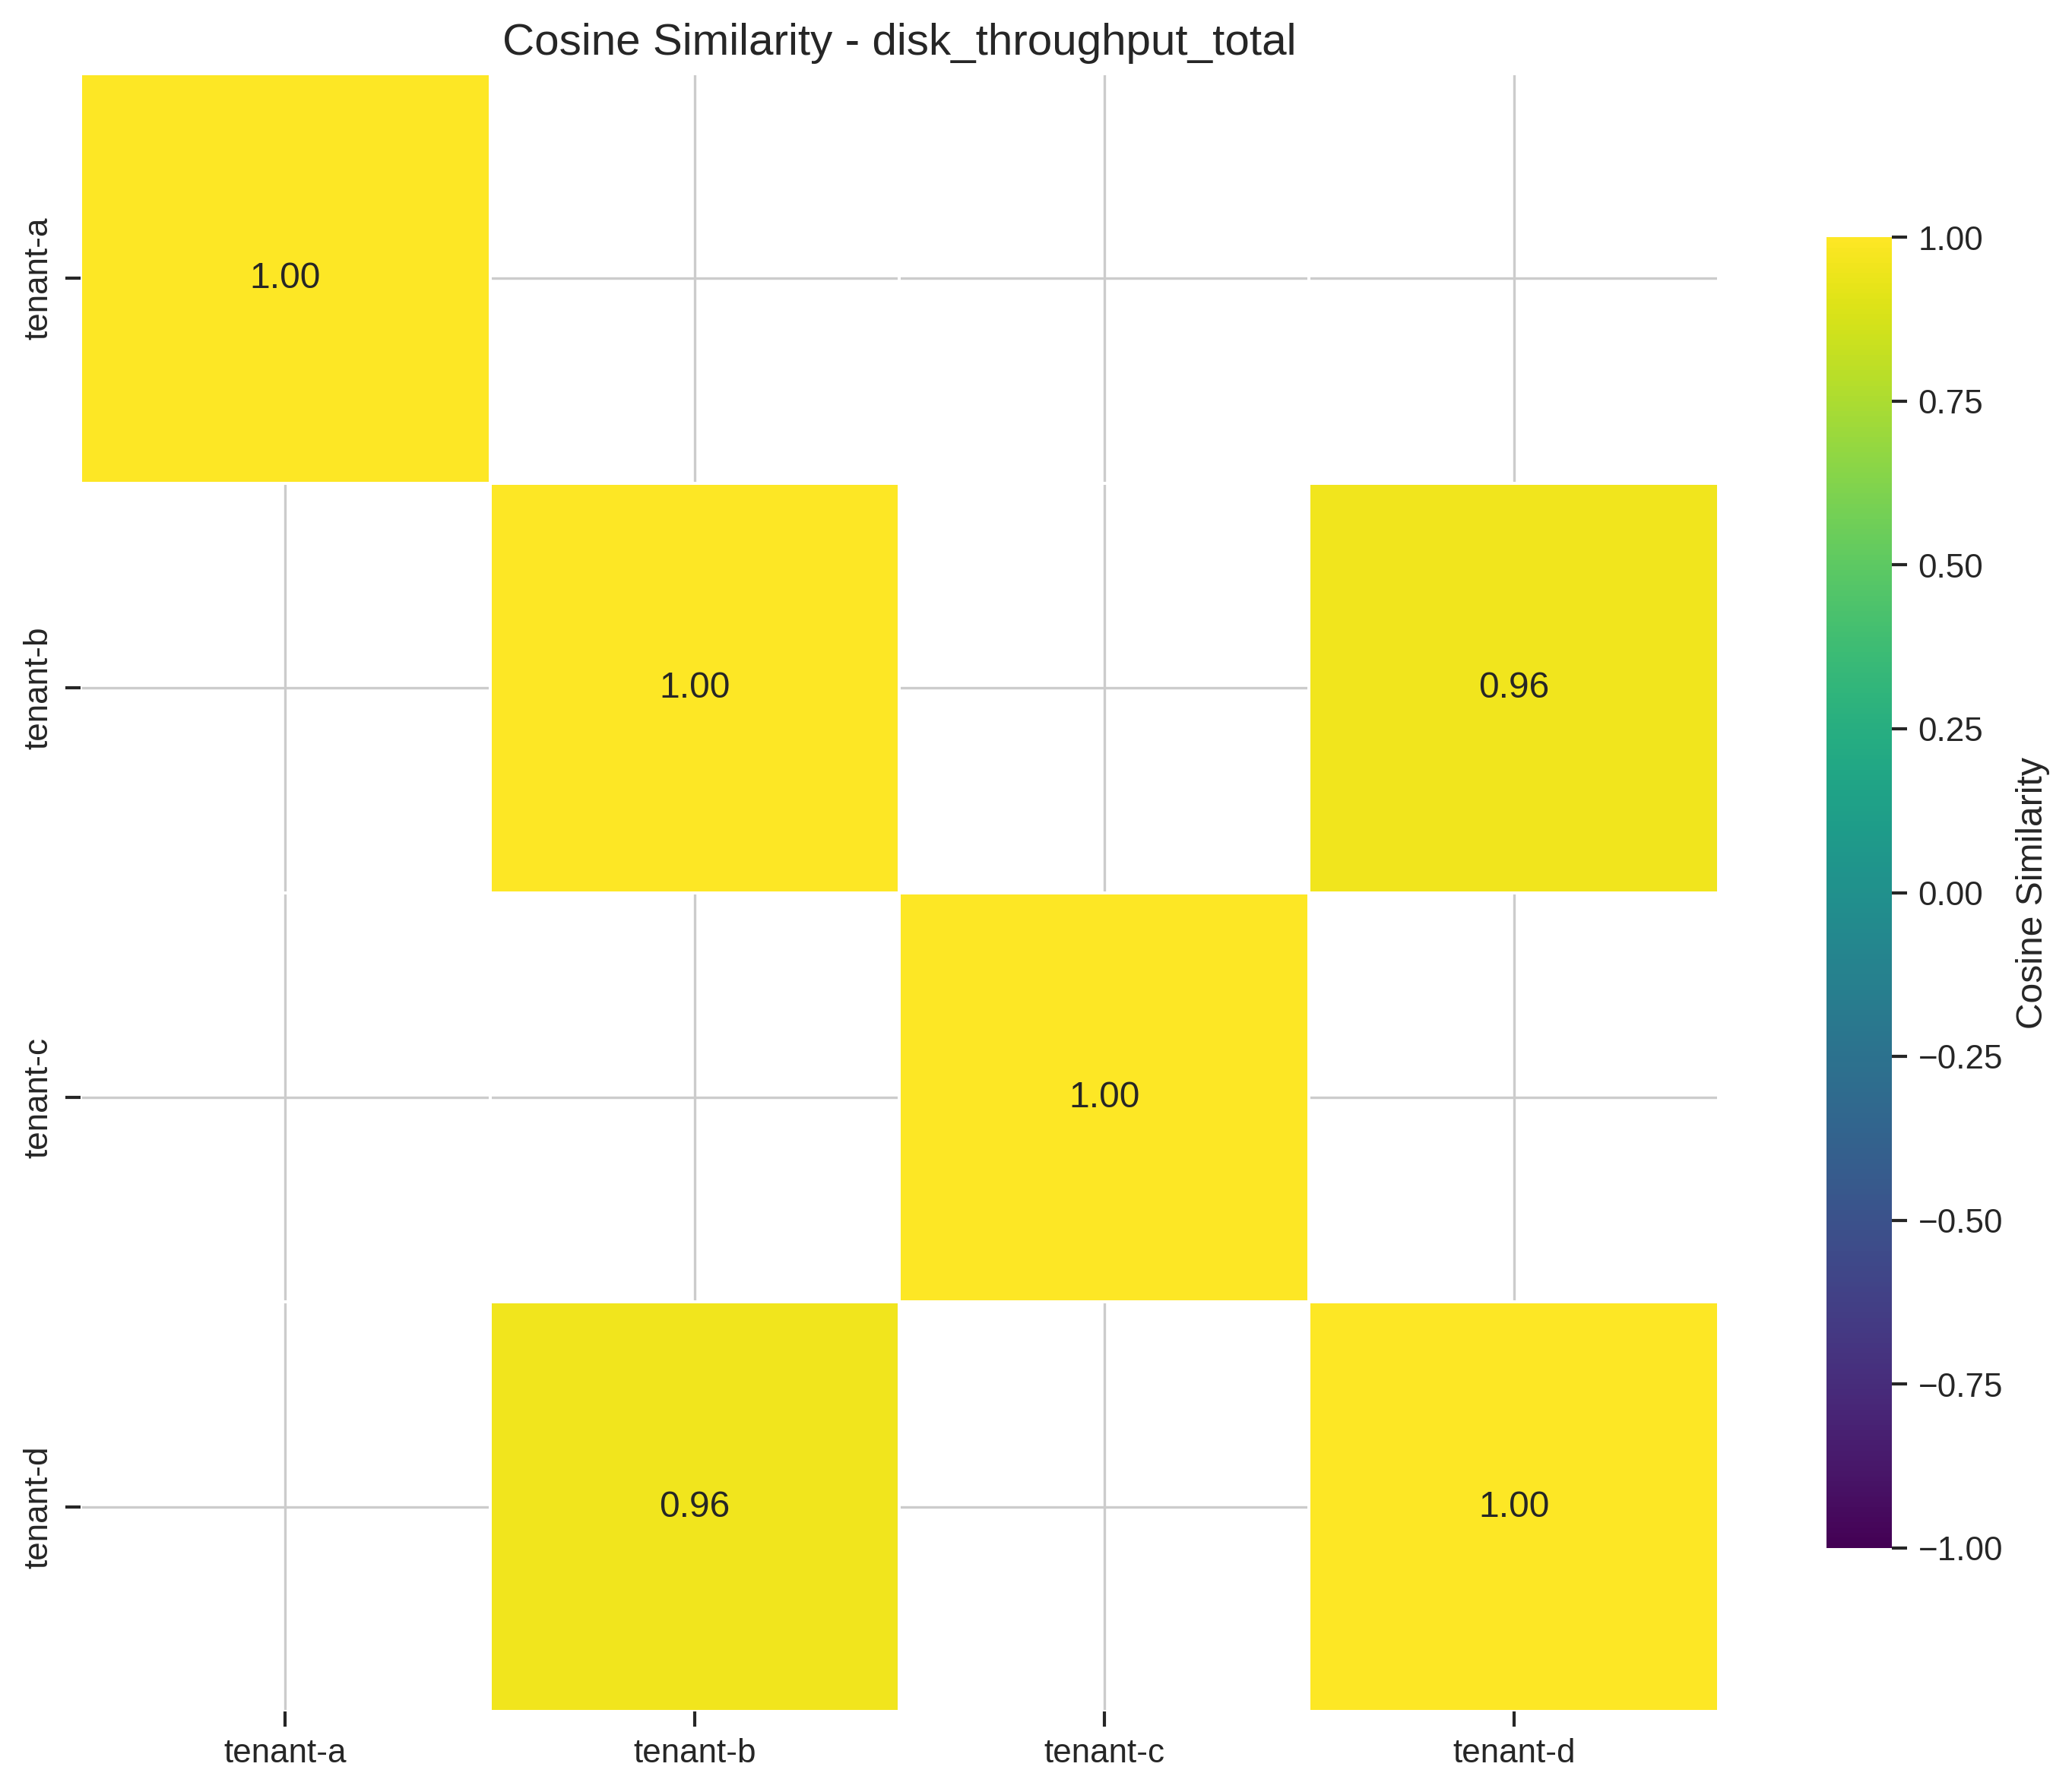 Cosine Similarity - disk_throughput_total
tenant-a
1.00
tenant-b
1.00
0.96
tenant-c
1.00
tenant-d
0.96
1.00
tenant-a
tenant-b
tenant-c
tenant-d
1.00
0.75
0.50
0.25
0.00
−0.25
−0.50
−0.75
−1.00
Cosine Similarity